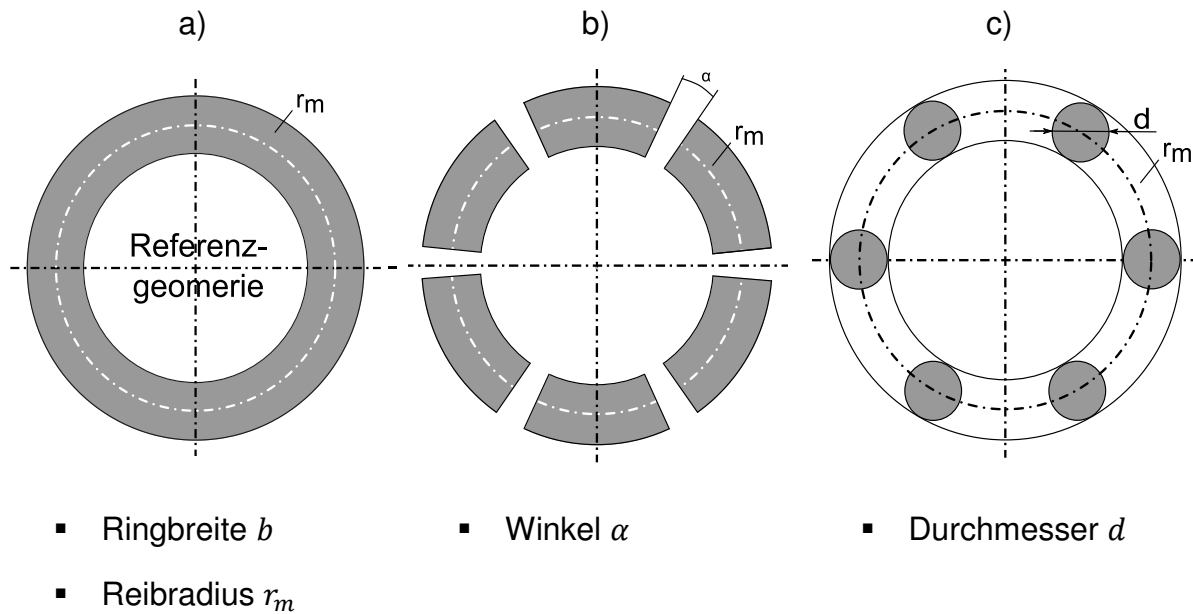 a)
b)
c)
r_m
Referenz-
geomerie
α
r_m
d
r_m
▪ Ringbreite b
▪ Reibradius r_m
▪ Winkel α
▪ Durchmesser d